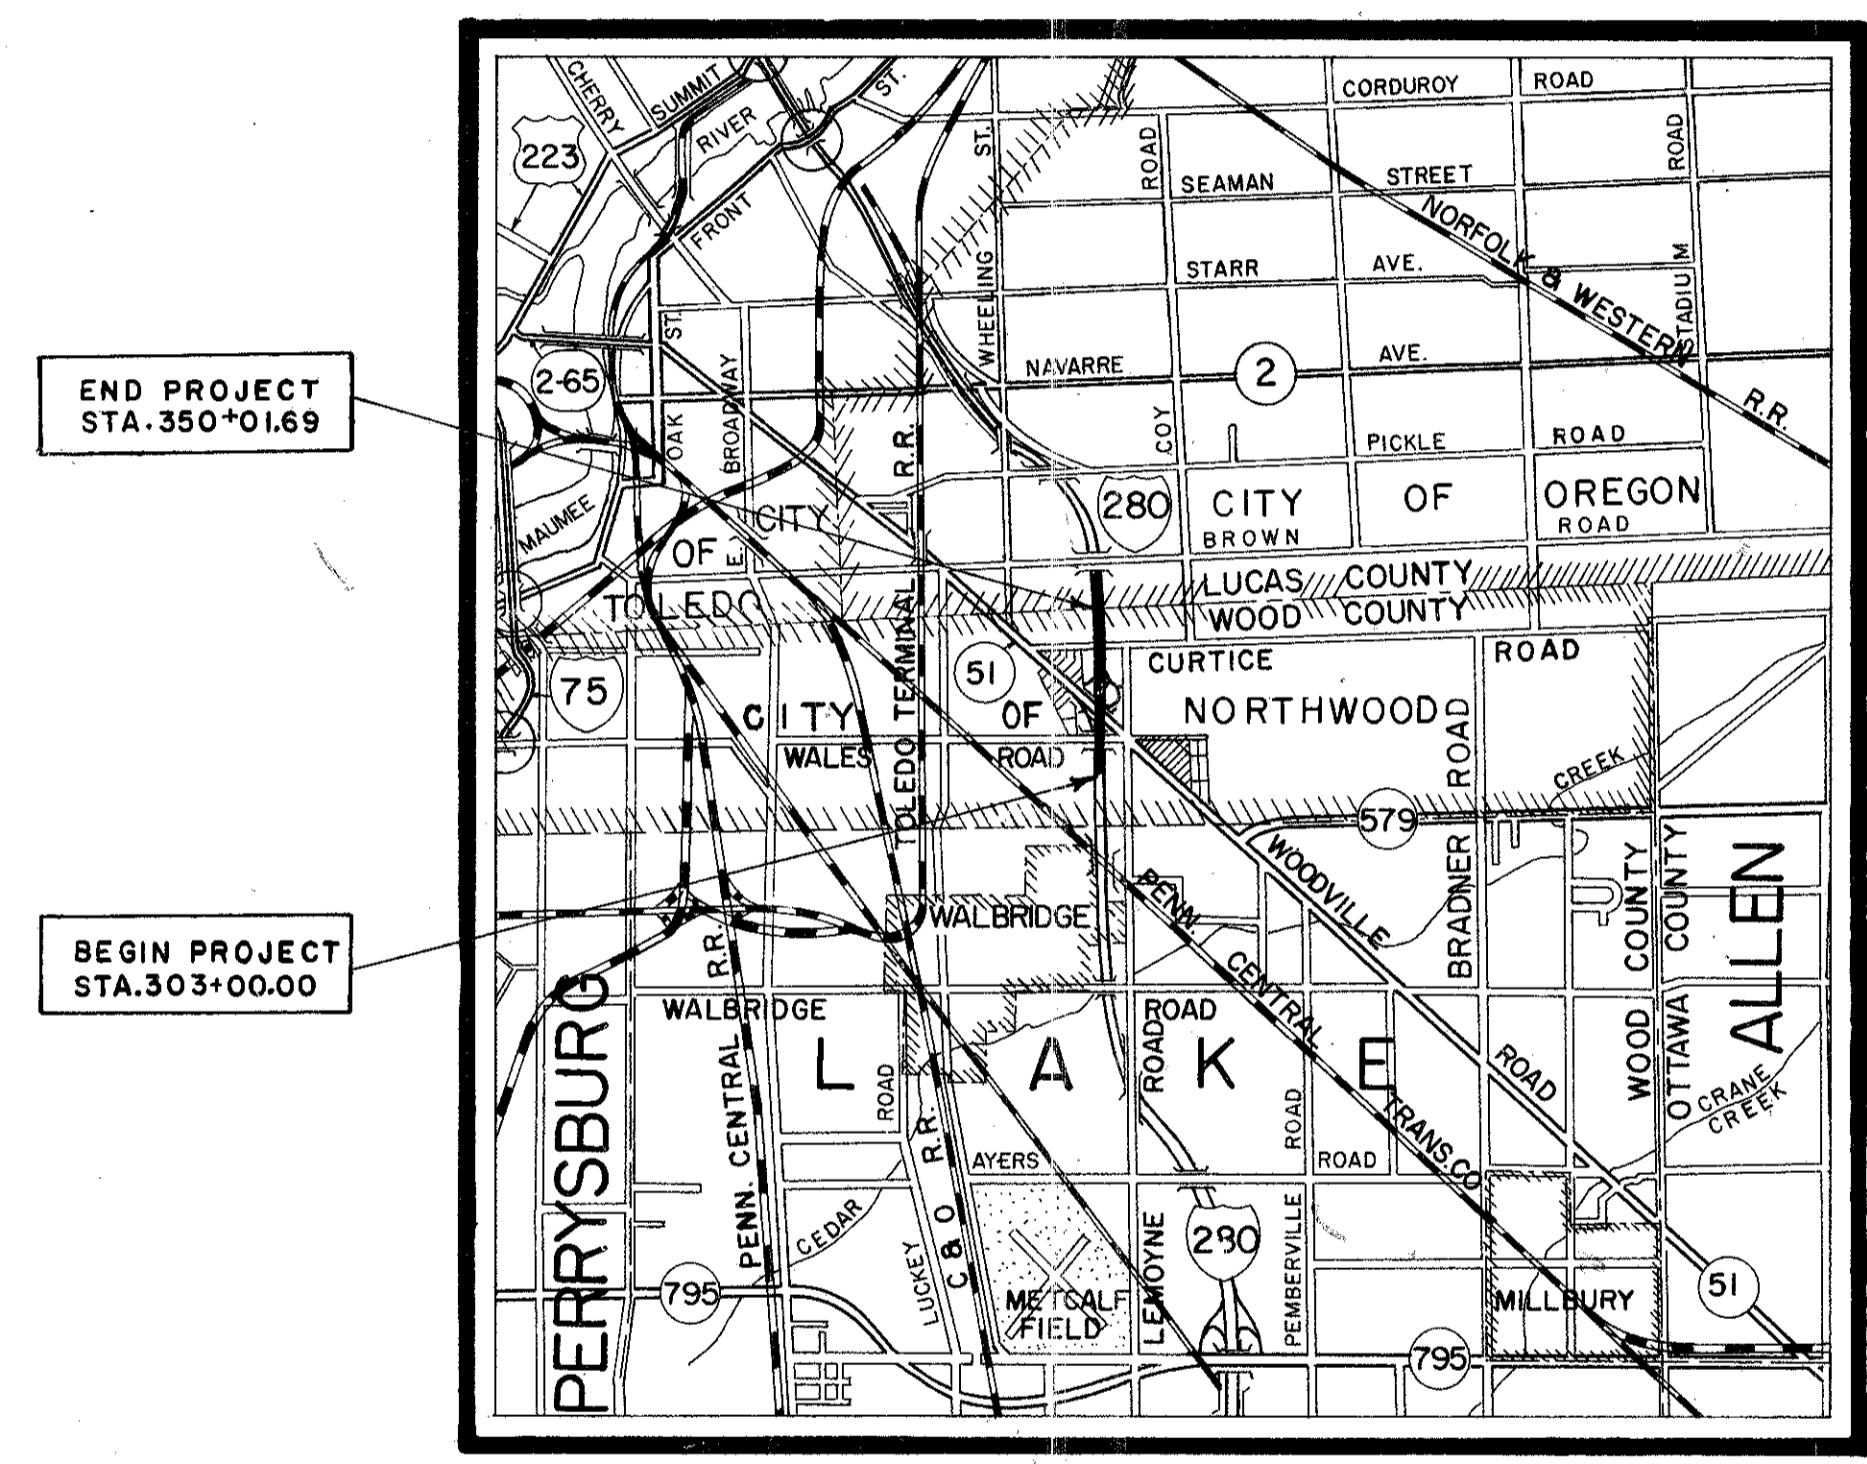 CHERRY
SUMMIT
ST.
RIVER
223
FRONT
ST.
WHEELING
ROAD
COY
CORDUROY ROAD
SEAMAN STREET
ROAD
STADIUM
NORFOLK & WESTERN R.R.
STARR AVE.
NAVARRE AVE.
2
2-65
END PROJECT
STA.350+01.69
ST.
OAK
BROADWAY
E.
R.R.
TOLEDO TERMINAL
PICKLE ROAD
MAUMEE
280
CITY OF OREGON
BROWN ROAD
CITY
OF
TOLEDO
LUCAS COUNTY
WOOD COUNTY
75
51
CURTICE ROAD
CITY OF NORTHWOOD
WALES ROAD
BRADNER ROAD
CREEK
579
BEGIN PROJECT
STA.303+00.00
WALBRIDGE
WOODVILLE ROAD
PENN. CENTRAL TRANS. CO
WOOD COUNTY
OTTAWA COUNTY
ALLEN
WALBRIDGE ROAD
PERRYSBURG
PENN. CENTRAL R.R.
LAKE
ROAD
LUCKEY
C & O R.R.
ROAD
LEMOYNE
ROAD
PEMBERVILLE
CRANE
CREEK
AYERS ROAD
CEDAR
280
795
METCALF
FIELD
MILLBURY
51
795